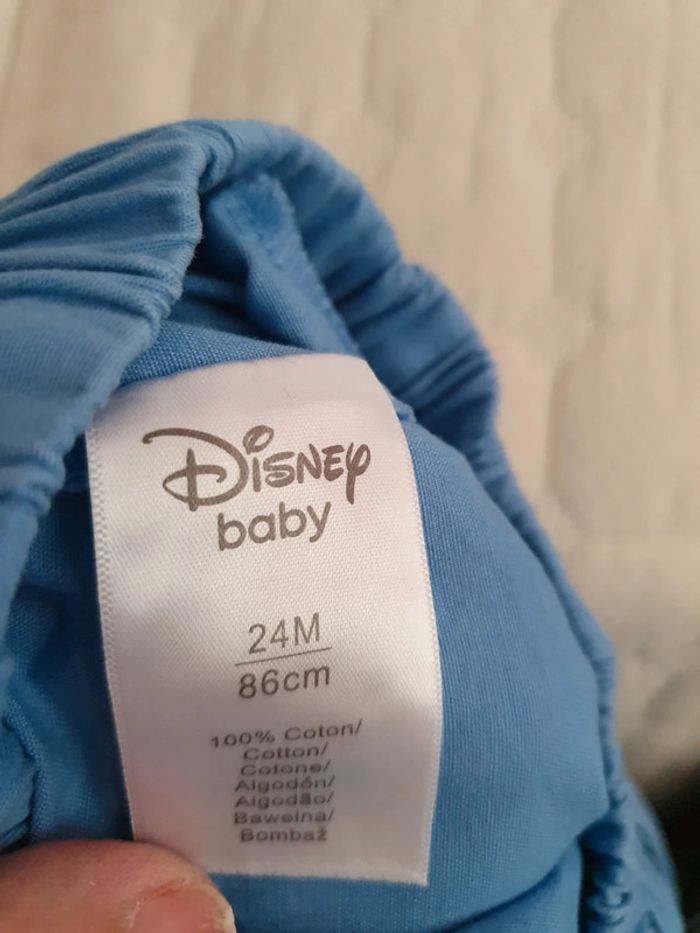 Disney
baby
24M
86cm
100% Coton/
Cotton/
Cotone/
Algodón/
Algodão/
Bawełna/
Bombaž